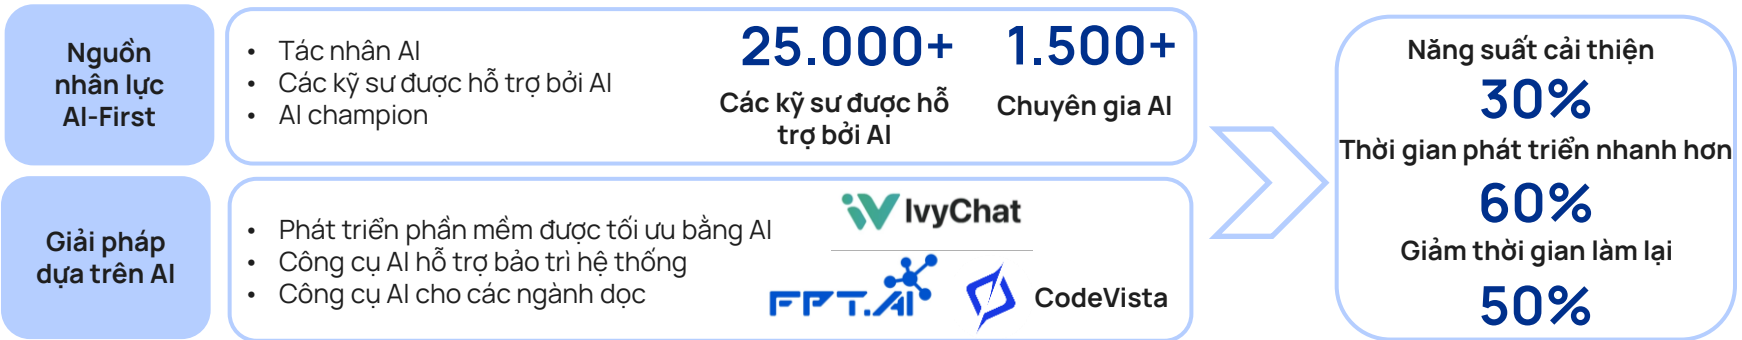 Nguồn
nhân lực
AI-First
• Tác nhân AI
• Các kỹ sư được hỗ trợ bởi AI
• AI champion
25.000+
Các kỹ sư được hỗ
trợ bởi AI
1.500+
Chuyên gia AI
Giải pháp
dựa trên AI
• Phát triển phần mềm được tối ưu bằng AI
• Công cụ AI hỗ trợ bảo trì hệ thống
• Công cụ AI cho các ngành dọc
IvyChat
FPT.AI
CodeVista
Năng suất cải thiện
30%
Thời gian phát triển nhanh hơn
60%
Giảm thời gian làm lại
50%